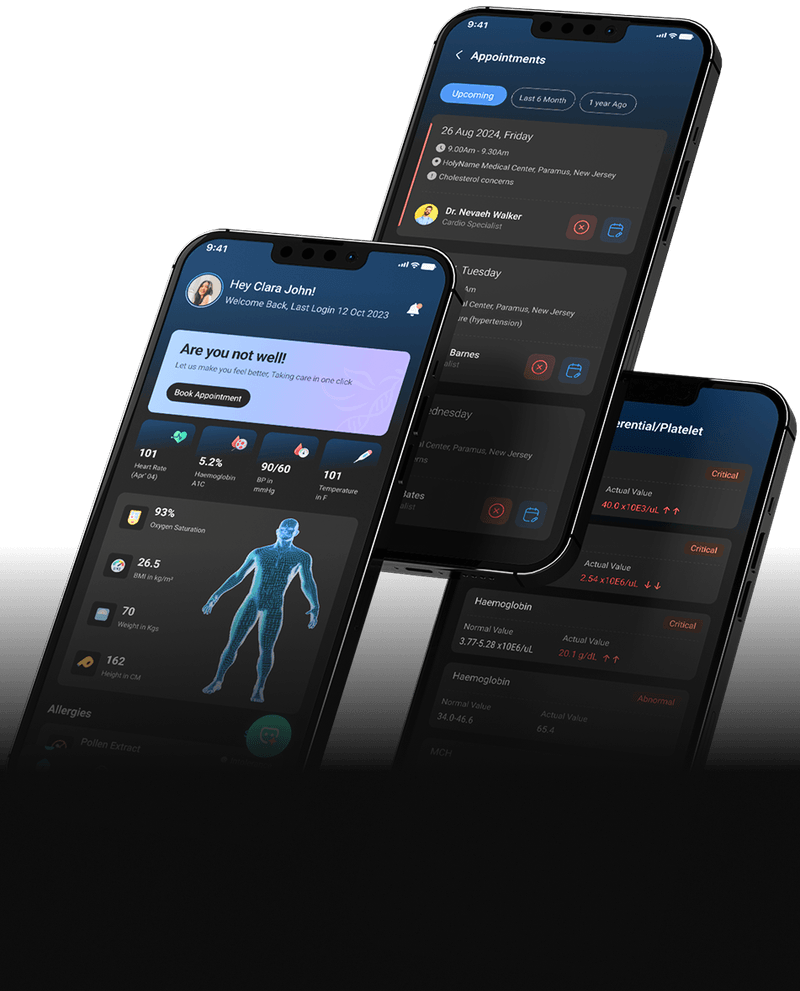 9:41
Appointments
Upcoming
Last 6 Month
1 year Ago
26 Aug 2024, Friday
9.00Am - 9.30Am
HolyName Medical Center, Paramus, New Jersey
Cholesterol concerns
Dr. Nevaeh Walker
Cardio Specialist
Tuesday
Am
al Center, Paramus, New Jersey
ure (hypertension)
Barnes
alist
ednesday
al Center, Paramus, New Jersey
erns
Bates
alist
9:41
Hey Clara John!
Welcome Back, Last Login 12 Oct 2023
Are you not well!
Let us make you feel better, Taking care in one click
Book Appointment
101
Heart Rate
(Apr' 04)
5.2%
Haemoglobin
A1C
90/60
BP in
mmHg
101
Temperature
in F
93%
Oxygen Saturation
26.5
BMI in kg/m²
70
Weight in Kgs
162
Height in CM
Allergies
Pollen Extract
erential/Platelet
Critical
Actual Value
40.0 x10E3/uL ↑ ↑
Critical
Actual Value
2.54 x10E6/uL ↓ ↓
Haemoglobin
Critical
Normal Value
Actual Value
3.77-5.28 x10E6/uL
20.1 g/dL ↑ ↑
Haemoglobin
Abnormal
Normal Value
Actual Value
34.0-46.6
65.4
MCH